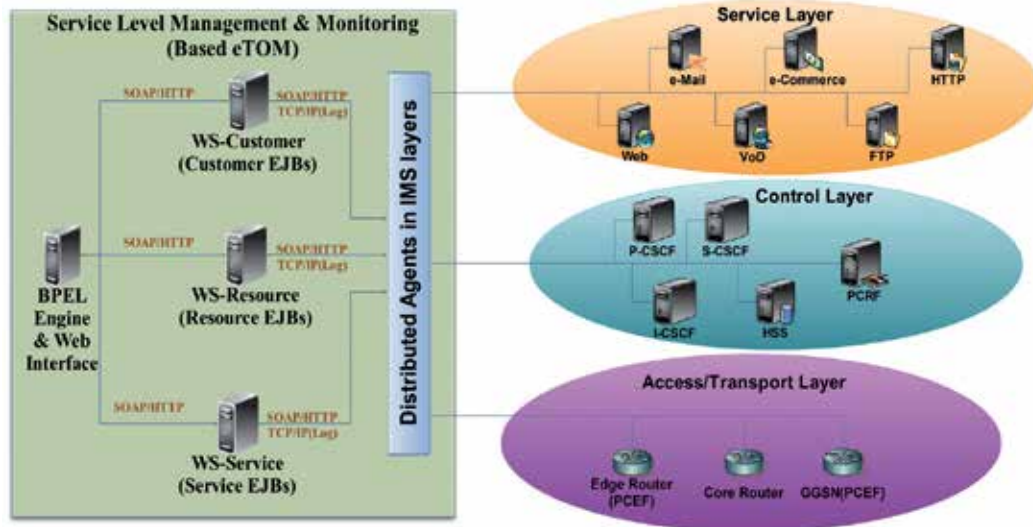 Service Level Management & Monitoring
(Based eTOM)
SOAP/HTTP
SOAP/HTTP
TCP/IP(Log)
WS-Customer
(Customer EJBs)
SOAP/HTTP
SOAP/HTTP
TCP/IP(Log)
BPEL
Engine
& Web
Interface
WS-Resource
(Resource EJBs)
SOAP/HTTP
SOAP/HTTP
TCP/IP(Log)
WS-Service
(Service EJBs)
Distributed Agents in IMS layers
Service Layer
e-Mail
e-Commerce
HTTP
Web
VoD
FTP
Control Layer
P-CSCF
S-CSCF
PCRF
I-CSCF
HSS
Access/Transport Layer
Edge Router
(PCEF)
Core Router
GGSN(PCEF)